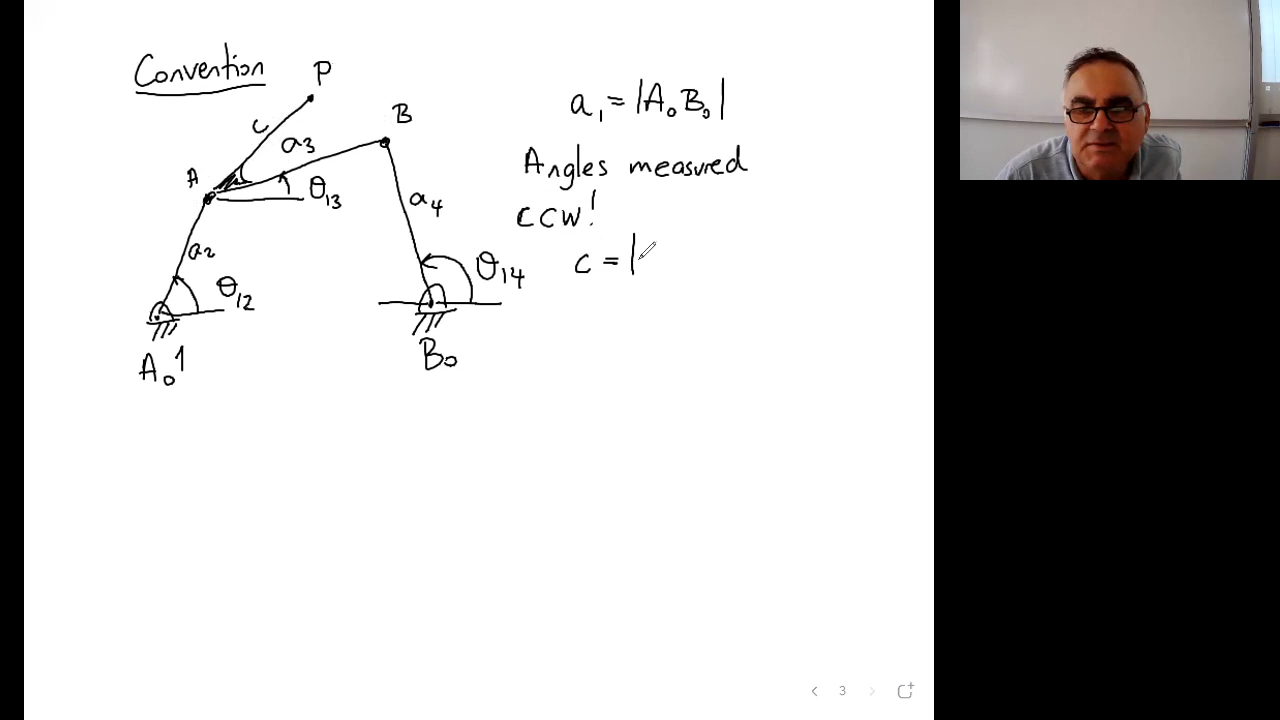 Convention
P
c
B
a₃
A
θ₁₃
a₄
a₂
θ₁₂
θ₁₄
A₀ 1
B₀
a₁ = |A₀B₀|
Angles measured
CCW!
c = |
3